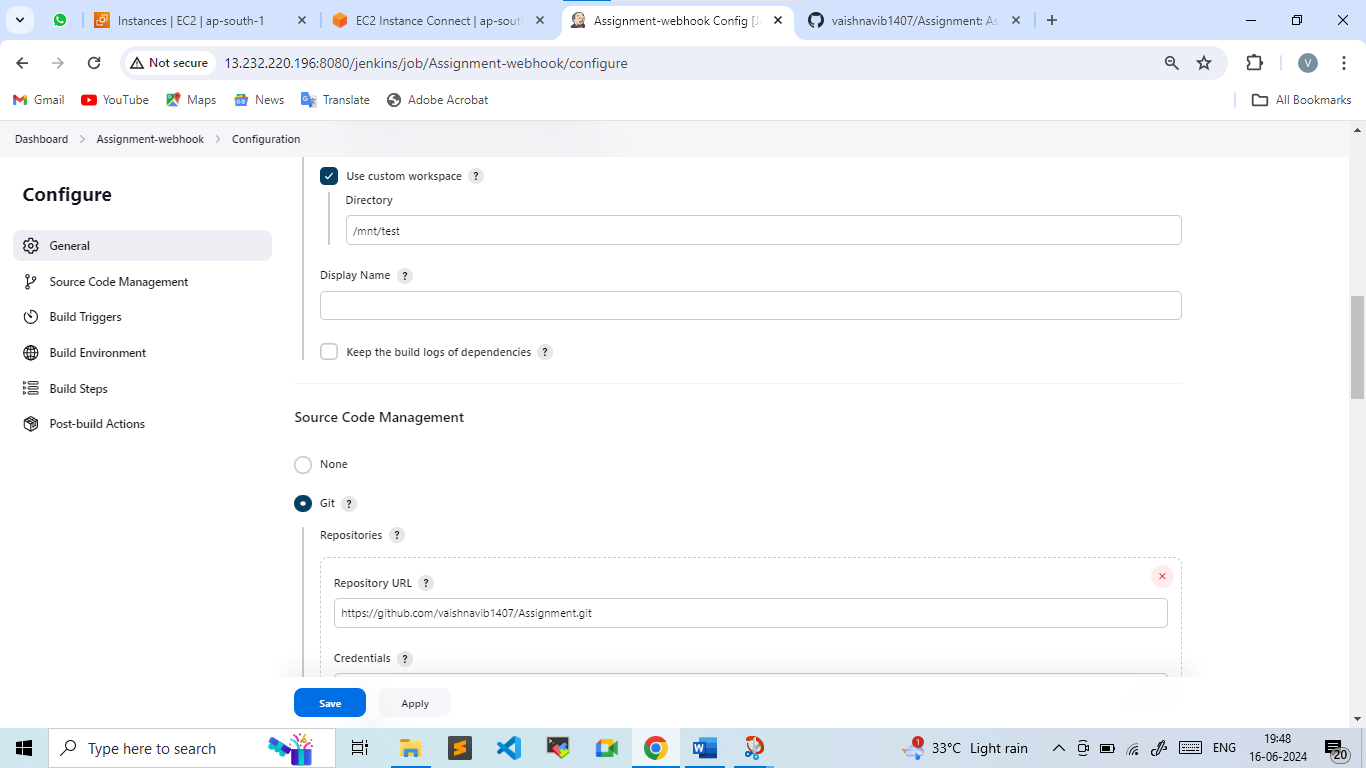 Instances | EC2 | ap-south-1
EC2 Instance Connect | ap-sout
Assignment-webhook Config [J
vaishnavib1407/Assignment: As
Not secure
13.232.220.196:8080/jenkins/job/Assignment-webhook/configure
V
Gmail
YouTube
Maps
News
Translate
Adobe Acrobat
All Bookmarks
Dashboard
Assignment-webhook
Configuration
Configure
General
Source Code Management
Build Triggers
Build Environment
Build Steps
Post-build Actions
Use custom workspace ?
Directory
/mnt/test
Display Name ?
Keep the build logs of dependencies ?
Source Code Management
None
Git ?
Repositories ?
Repository URL ?
https://github.com/vaishnavib1407/Assignment.git
Credentials ?
Save
Apply
Type here to search
1
33°C Light rain
ENG
19:48
16-06-2024
20